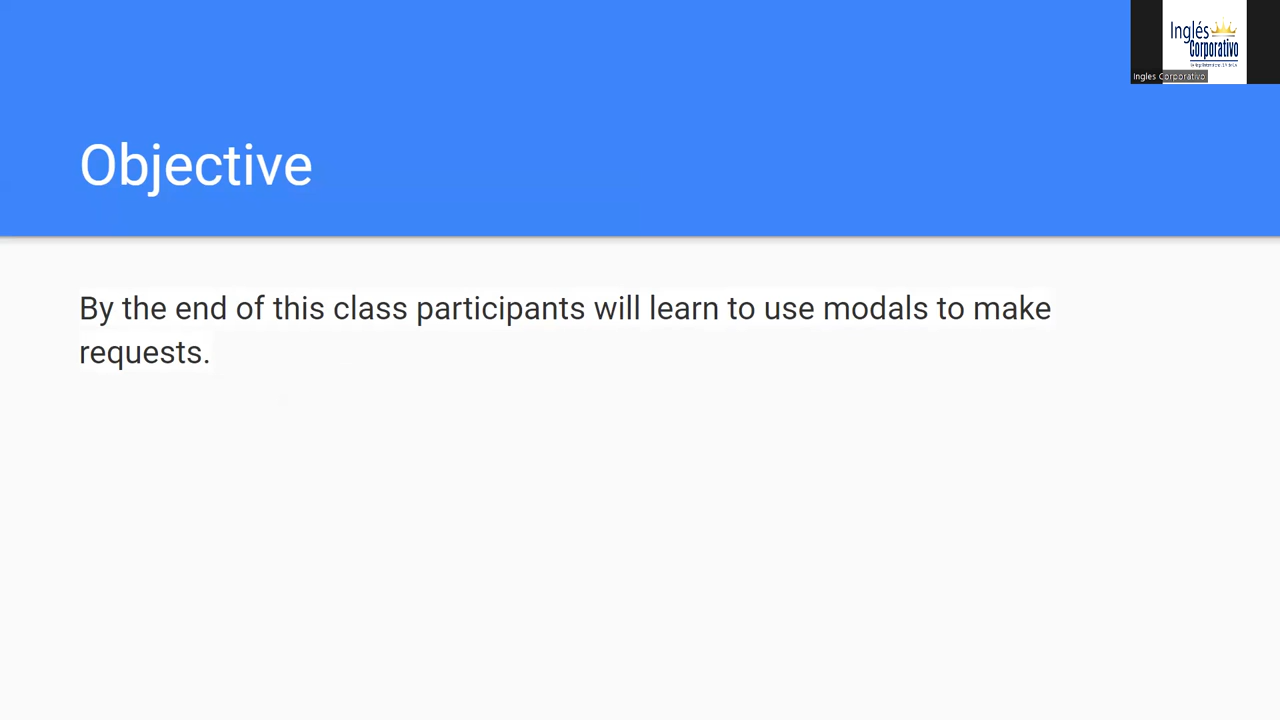 Inglés
Corporativo
Ingles Corporativo
Objective
By the end of this class participants will learn to use modals to make
requests.